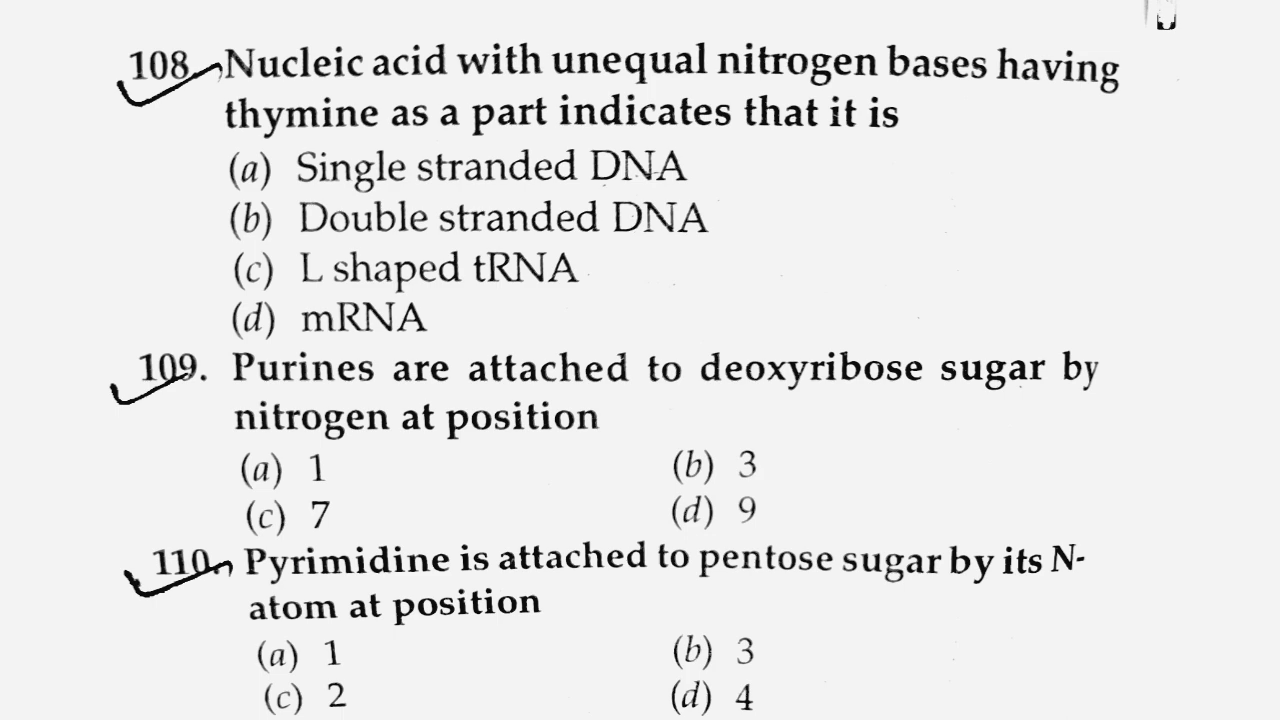 108. Nucleic acid with unequal nitrogen bases having
thymine as a part indicates that it is
(a) Single stranded DNA
(b) Double stranded DNA
(c) L shaped tRNA
(d) mRNA
109. Purines are attached to deoxyribose sugar by
nitrogen at position
(a) 1 (b) 3
(c) 7 (d) 9
110. Pyrimidine is attached to pentose sugar by its N-
atom at position
(a) 1 (b) 3
(c) 2 (d) 4